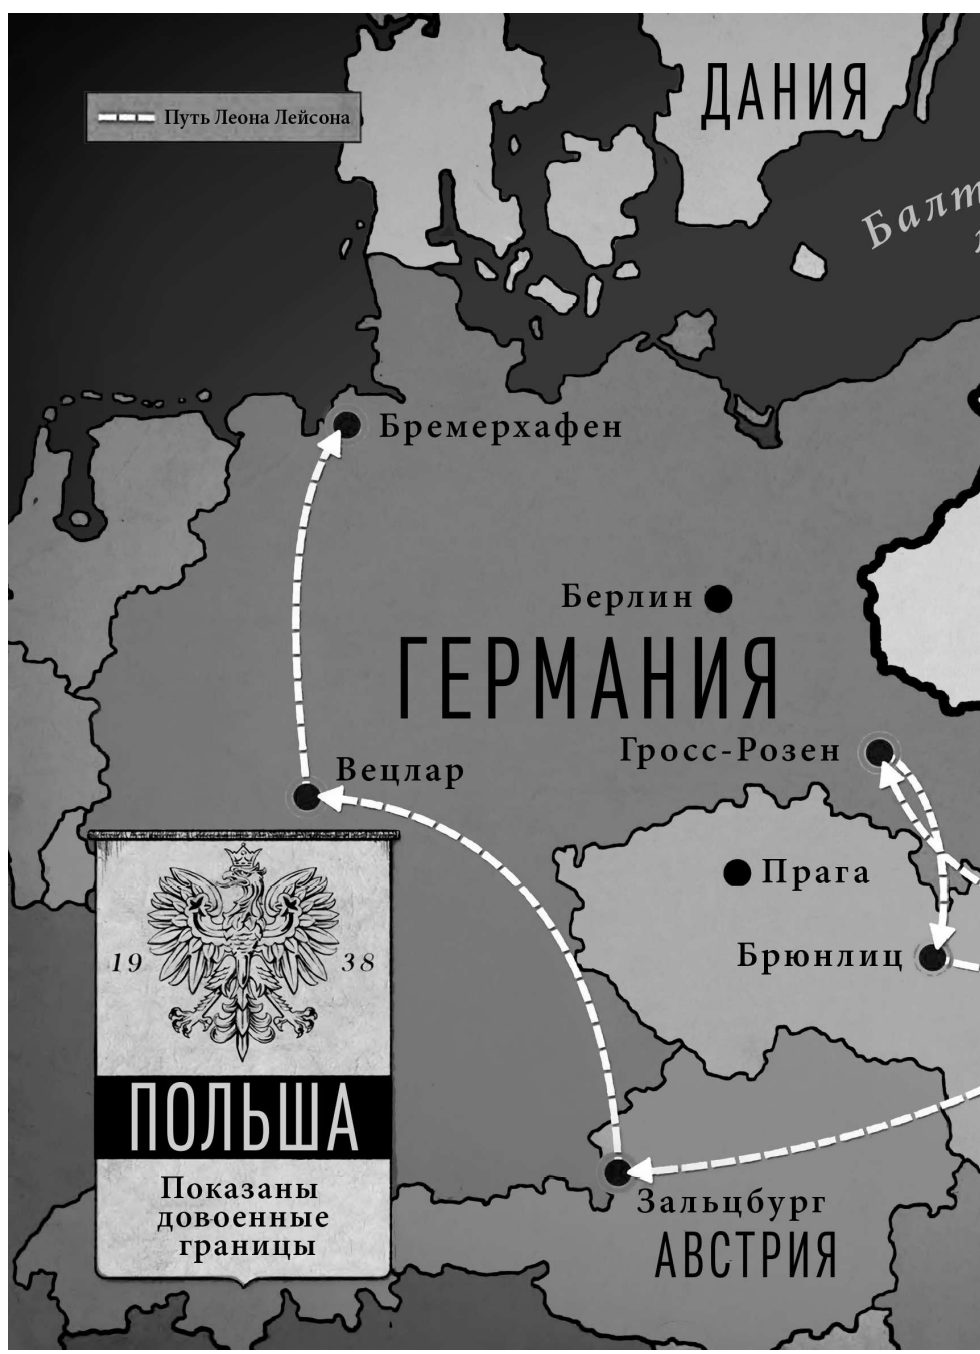 ДАНИЯ
Путь Леона Лейсона
Балт
Бремерхафен
Берлин
ГЕРМАНИЯ
Гросс-Розен
Вецлар
Прага
Брюнлиц
19 38
ПОЛЬША
Показаны
довоенные
границы
Зальцбург
АВСТРИЯ